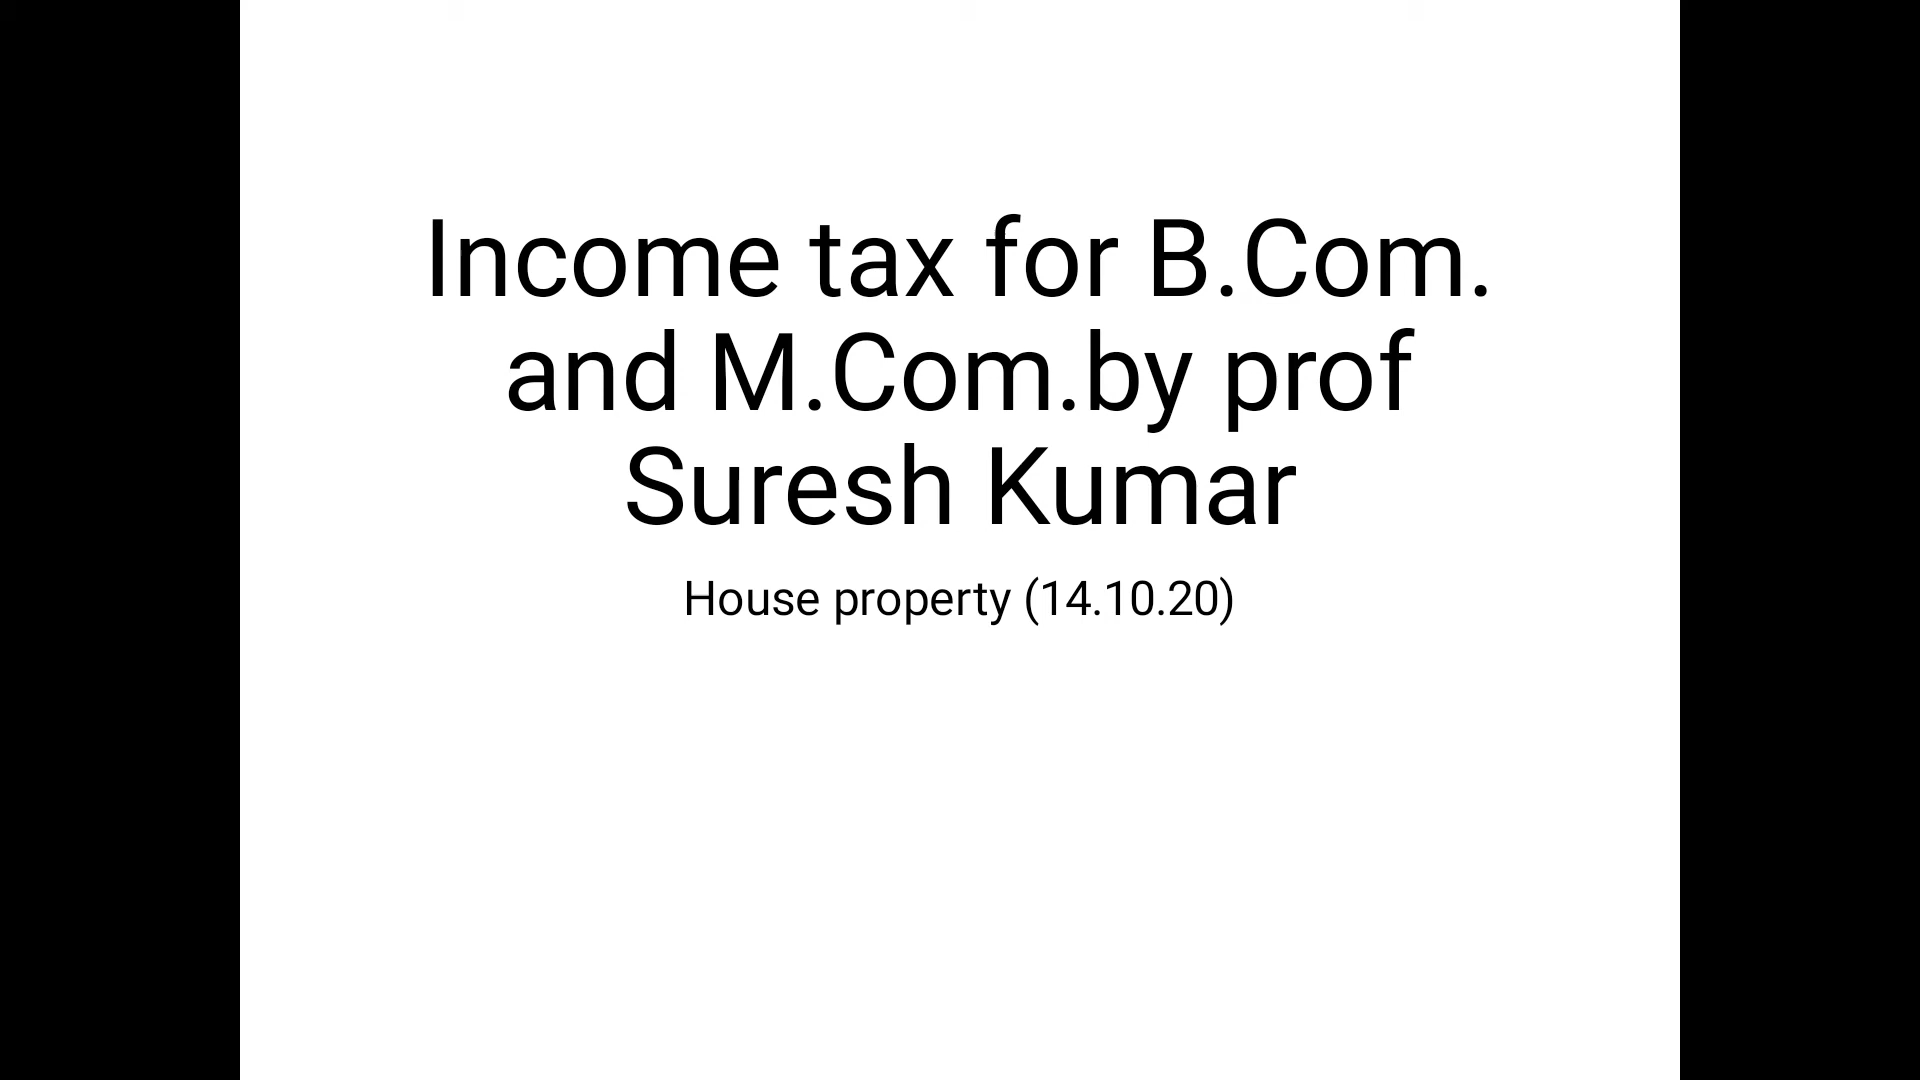 Income tax for B.Com.
and M.Com.by prof
Suresh Kumar
House property (14.10.20)